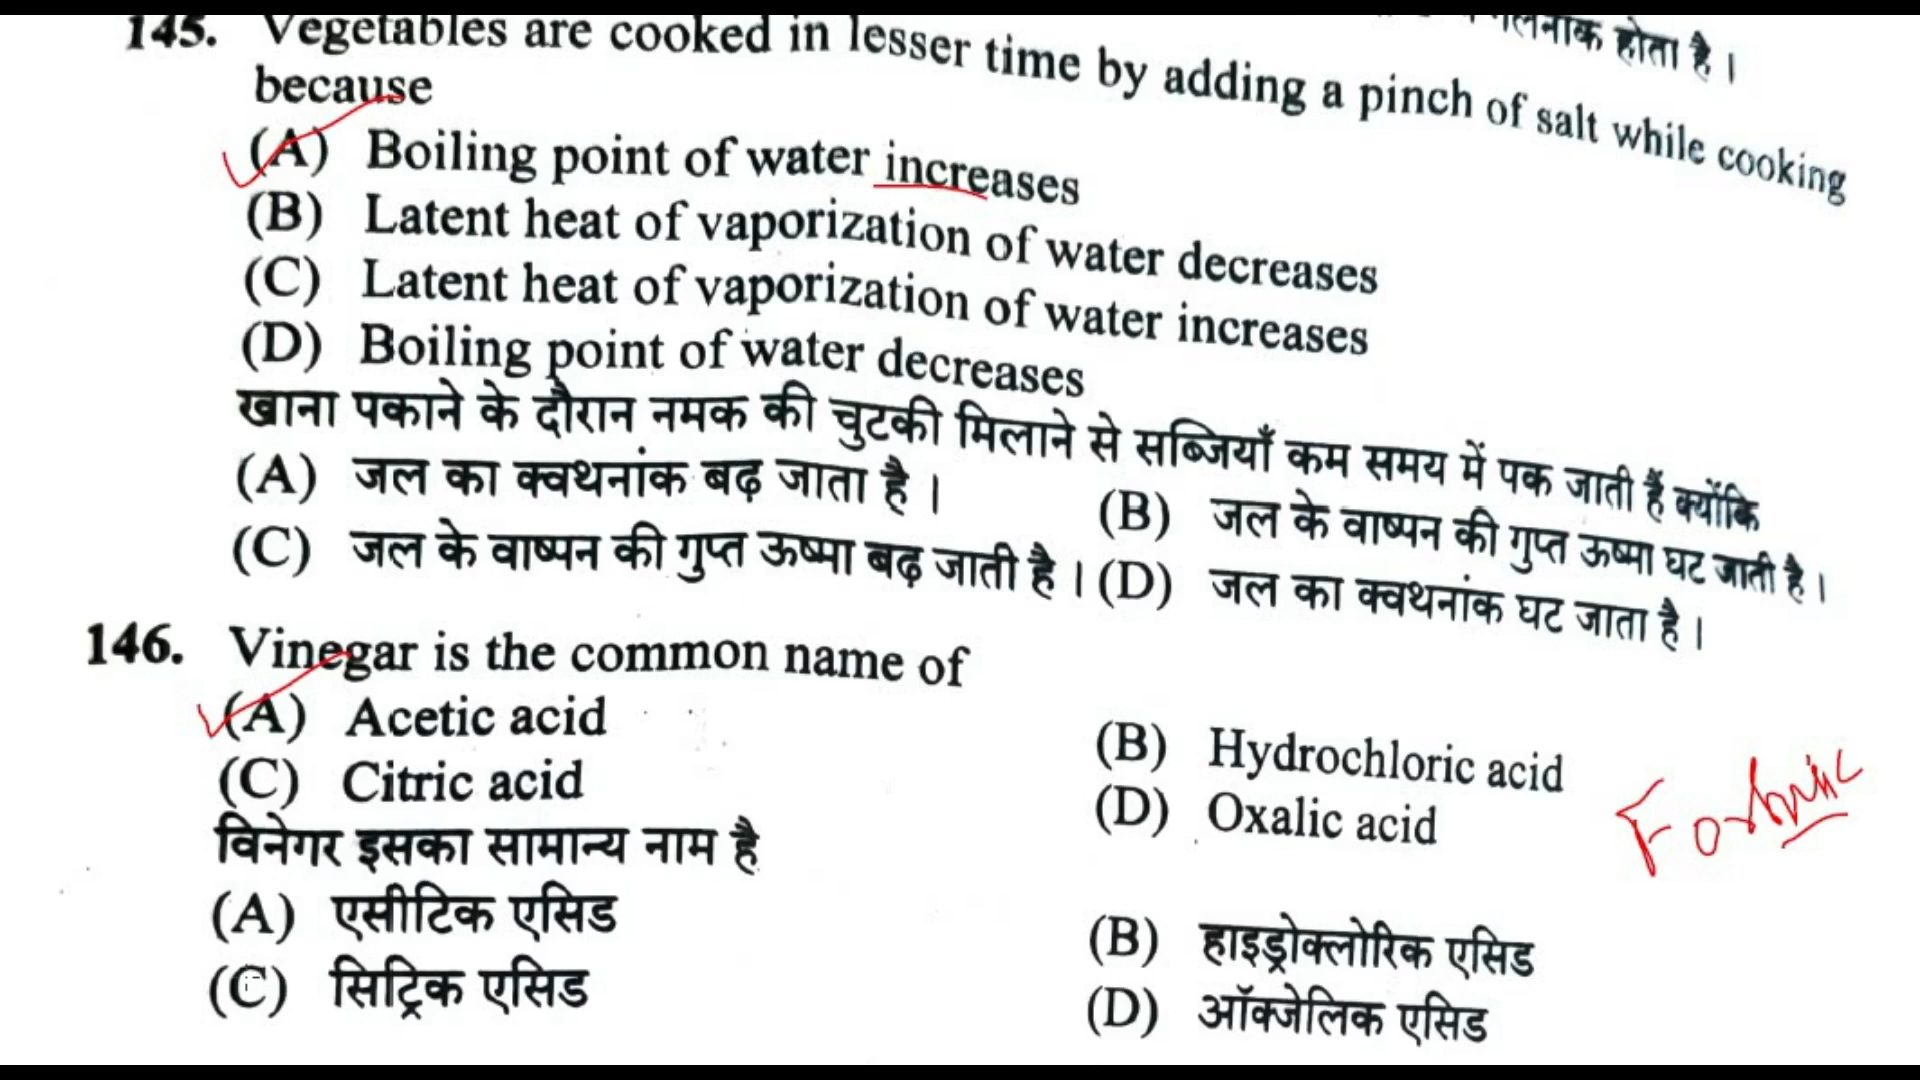 गलनांक होता है।
145. Vegetables are cooked in lesser time by adding a pinch of salt while cooking
because
(A) Boiling point of water increases
(B) Latent heat of vaporization of water decreases
(C) Latent heat of vaporization of water increases
(D) Boiling point of water decreases
खाना पकाने के दौरान नमक की चुटकी मिलाने से सब्जियाँ कम समय में पक जाती हैं क्योंकि
(A) जल का क्वथनांक बढ़ जाता है। (B) जल के वाष्पन की गुप्त ऊष्मा घट जाती है।
(C) जल के वाष्पन की गुप्त ऊष्मा बढ़ जाती है। (D) जल का क्वथनांक घट जाता है।
146. Vinegar is the common name of
(A) Acetic acid (B) Hydrochloric acid
(C) Citric acid (D) Oxalic acid
विनेगर इसका सामान्य नाम है
(A) एसीटिक एसिड (B) हाइड्रोक्लोरिक एसिड
(C) सिट्रिक एसिड (D) ऑक्जेलिक एसिड